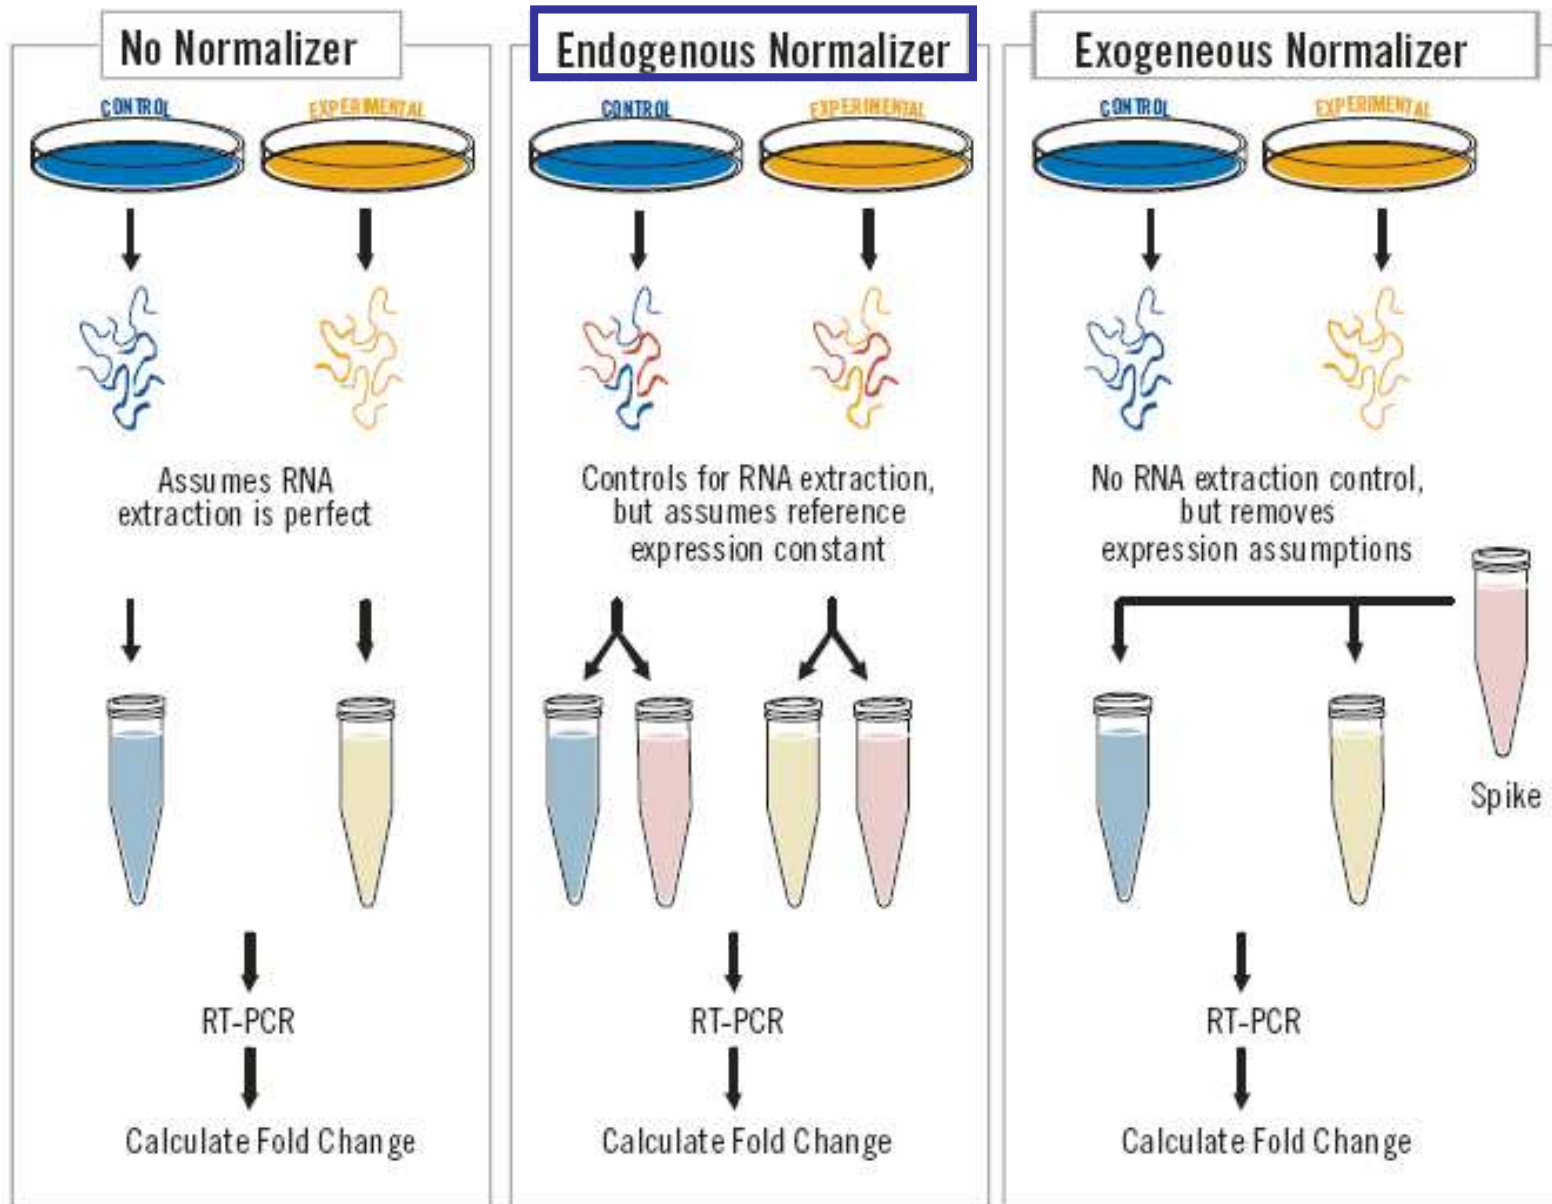 No Normalizer
CONTROL
EXPERIMENTAL
Assumes RNA
extraction is perfect
RT-PCR
Calculate Fold Change
Endogenous Normalizer
CONTROL
EXPERIMENTAL
Controls for RNA extraction,
but assumes reference
expression constant
RT-PCR
Calculate Fold Change
Exogeneous Normalizer
CONTROL
EXPERIMENTAL
No RNA extraction control,
but removes
expression assumptions
Spike
RT-PCR
Calculate Fold Change